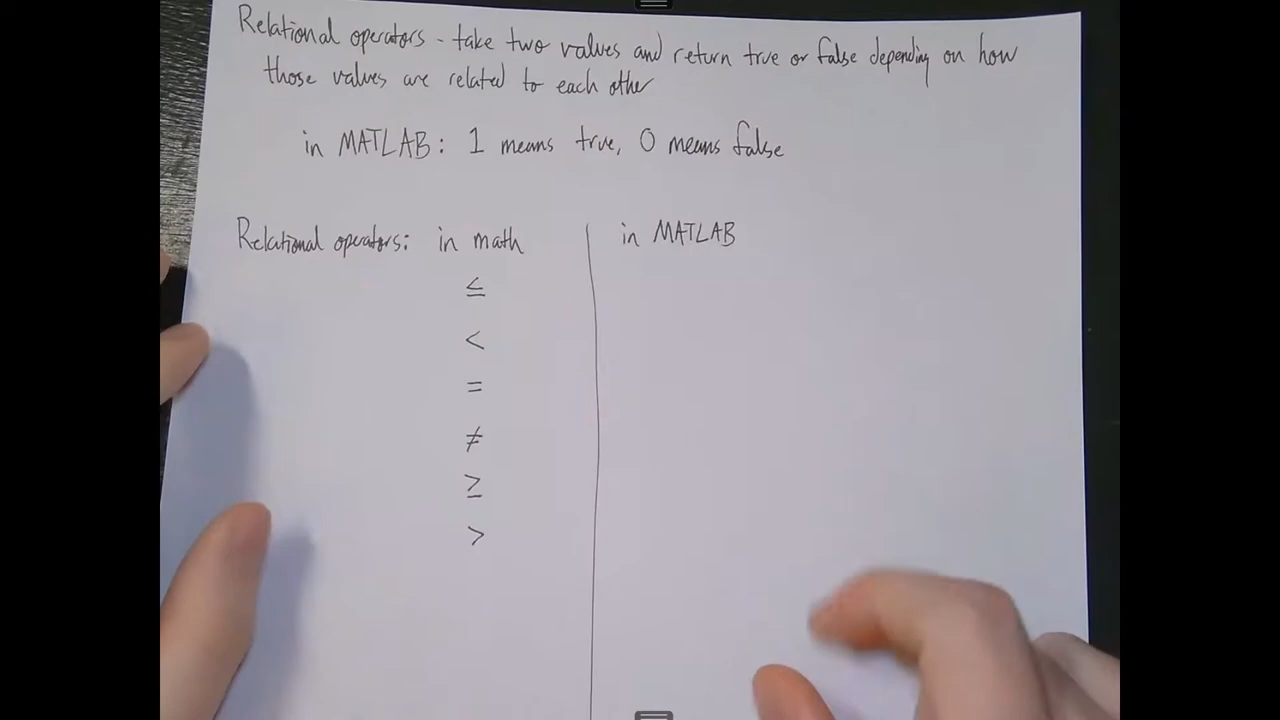 Relational operators - take two values and return true or false depending on how
those values are related to each other
in MATLAB: 1 means true, 0 means false
Relational operators: in math in MATLAB
≤
<
=
≠
≥
>